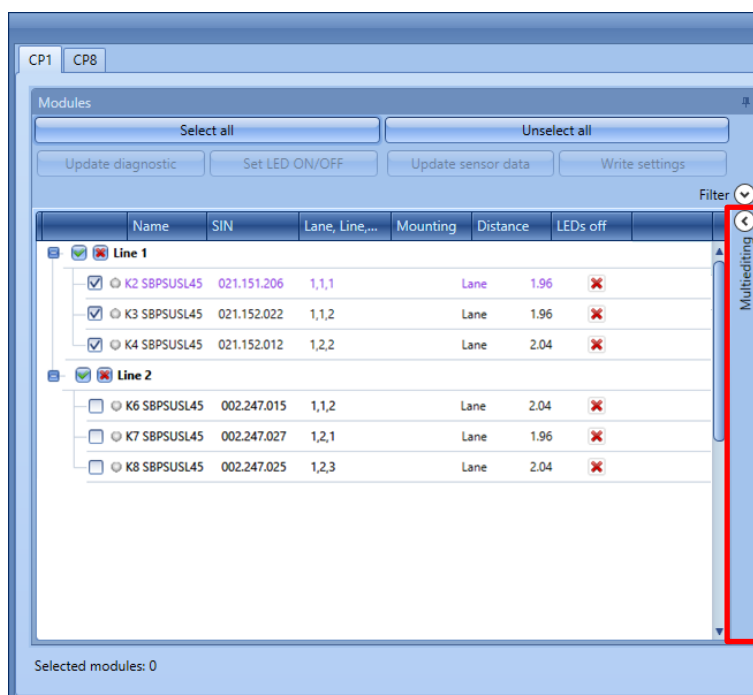 CP1 CP8
Modules
Select all Unselect all
Update diagnostic Set LED ON/OFF Update sensor data Write settings
Filter
Name SIN Lane, Line,... Mounting Distance LEDs off
Multiediting
Line 1
K2 SBPSUSL45 021.151.206 1,1,1 Lane 1.96
K3 SBPSUSL45 021.152.022 1,1,2 Lane 1.96
K4 SBPSUSL45 021.152.012 1,2,2 Lane 2.04
Line 2
K6 SBPSUSL45 002.247.015 1,1,2 Lane 2.04
K7 SBPSUSL45 002.247.027 1,2,1 Lane 1.96
K8 SBPSUSL45 002.247.025 1,2,3 Lane 2.04
Selected modules: 0